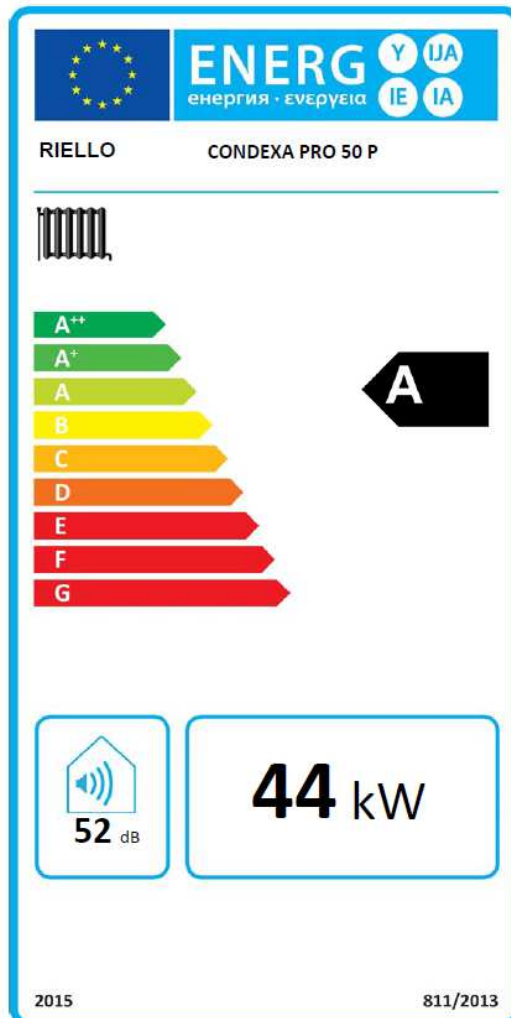 ENERG Y IJA
енергия · ενεργεια IE IA
RIELLO CONDEXA PRO 50 P
A++
A+
A
A
B
C
D
E
F
G
44 kW
52 dB
2015 811/2013